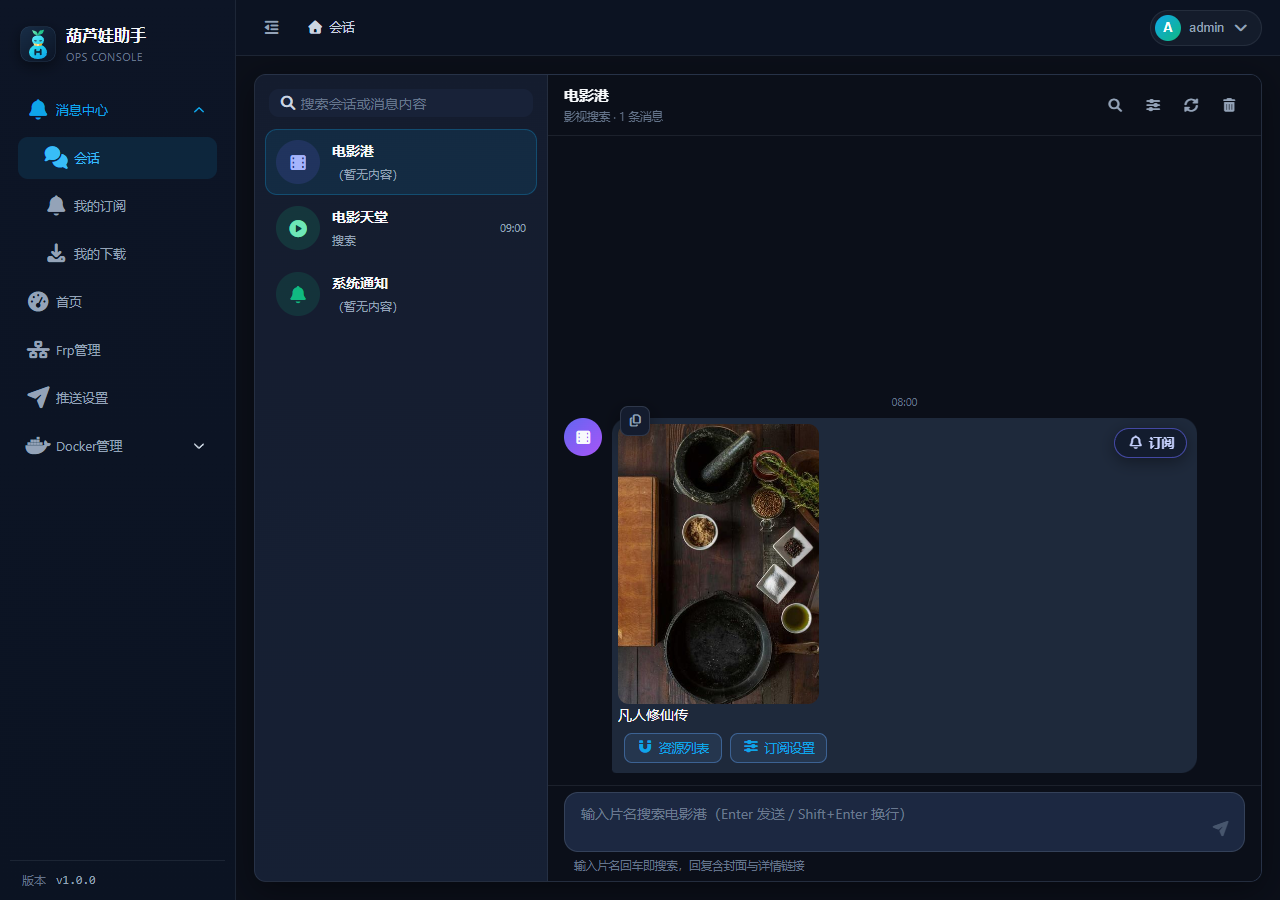 葫芦娃助手
OPS CONSOLE
消息中心
会话
我的订阅
我的下载
首页
Frp管理
推送设置
Docker管理
版本 v1.0.0
会话
A admin
搜索会话或消息内容
电影港
（暂无内容）
电影天堂
搜索
09:00
系统通知
（暂无内容）
电影港
影视搜索 · 1 条消息
08:00
订阅
凡人修仙传
资源列表
订阅设置
输入片名搜索电影港（Enter 发送 / Shift+Enter 换行）
输入片名回车即搜索，回复含封面与详情链接